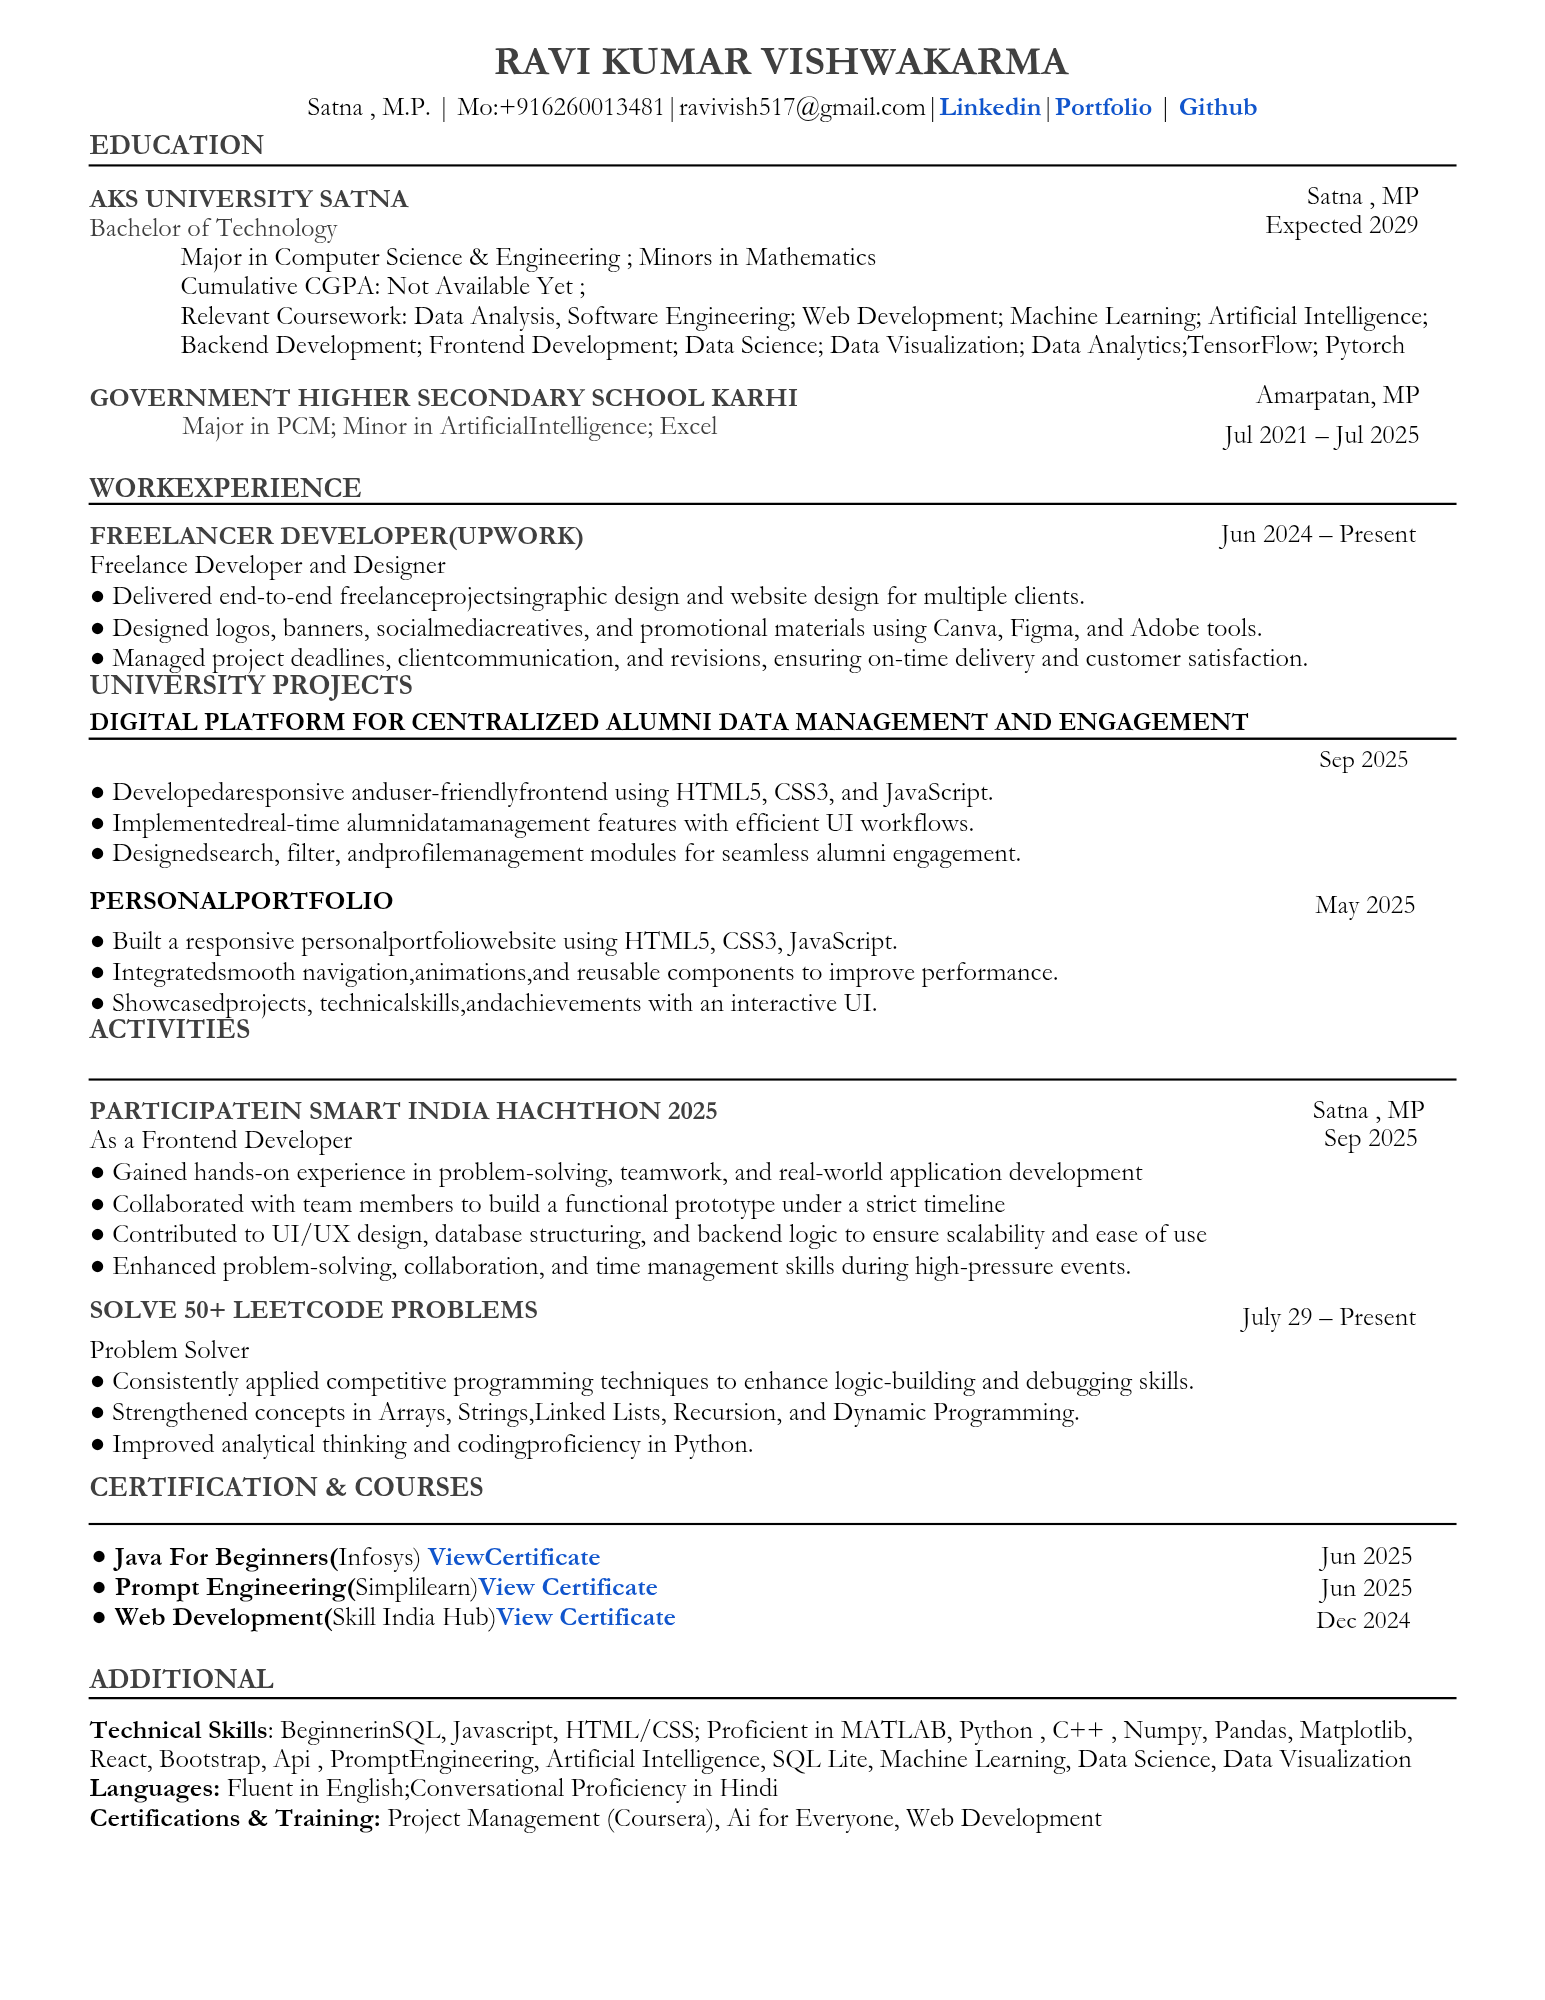 RAVI KUMAR VISHWAKARMA
Satna , M.P. | Mo:+916260013481|ravivish517@gmail.com|Linkedin|Portfolio | Github
EDUCATION
AKS UNIVERSITY SATNA Satna , MP
Bachelor of Technology Expected 2029
Major in Computer Science & Engineering ; Minors in Mathematics
Cumulative CGPA: Not Available Yet ;
Relevant Coursework: Data Analysis, Software Engineering; Web Development; Machine Learning; Artificial Intelligence;
Backend Development; Frontend Development; Data Science; Data Visualization; Data Analytics;TensorFlow; Pytorch
GOVERNMENT HIGHER SECONDARY SCHOOL KARHI Amarpatan, MP
Major in PCM; Minor in ArtificialIntelligence; Excel Jul 2021 – Jul 2025
WORKEXPERIENCE
FREELANCER DEVELOPER(UPWORK) Jun 2024 – Present
Freelance Developer and Designer
● Delivered end-to-end freelanceprojectsingraphic design and website design for multiple clients.
● Designed logos, banners, socialmediacreatives, and promotional materials using Canva, Figma, and Adobe tools.
● Managed project deadlines, clientcommunication, and revisions, ensuring on-time delivery and customer satisfaction.
UNIVERSITY PROJECTS
DIGITAL PLATFORM FOR CENTRALIZED ALUMNI DATA MANAGEMENT AND ENGAGEMENT
Sep 2025
● Developedaresponsive anduser-friendlyfrontend using HTML5, CSS3, and JavaScript.
● Implementedreal-time alumnidatamanagement features with efficient UI workflows.
● Designedsearch, filter, andprofilemanagement modules for seamless alumni engagement.
PERSONALPORTFOLIO May 2025
● Built a responsive personalportfoliowebsite using HTML5, CSS3, JavaScript.
● Integratedsmooth navigation,animations,and reusable components to improve performance.
● Showcasedprojects, technicalskills,andachievements with an interactive UI.
ACTIVITIES
PARTICIPATEIN SMART INDIA HACHTHON 2025 Satna , MP
As a Frontend Developer Sep 2025
● Gained hands-on experience in problem-solving, teamwork, and real-world application development
● Collaborated with team members to build a functional prototype under a strict timeline
● Contributed to UI/UX design, database structuring, and backend logic to ensure scalability and ease of use
● Enhanced problem-solving, collaboration, and time management skills during high-pressure events.
SOLVE 50+ LEETCODE PROBLEMS July 29 – Present
Problem Solver
● Consistently applied competitive programming techniques to enhance logic-building and debugging skills.
● Strengthened concepts in Arrays, Strings,Linked Lists, Recursion, and Dynamic Programming.
● Improved analytical thinking and codingproficiency in Python.
CERTIFICATION & COURSES
● Java For Beginners(Infosys) ViewCertificate Jun 2025
● Prompt Engineering(Simplilearn)View Certificate Jun 2025
● Web Development(Skill India Hub)View Certificate Dec 2024
ADDITIONAL
Technical Skills: BeginnerinSQL, Javascript, HTML/CSS; Proficient in MATLAB, Python , C++ , Numpy, Pandas, Matplotlib,
React, Bootstrap, Api , PromptEngineering, Artificial Intelligence, SQL Lite, Machine Learning, Data Science, Data Visualization
Languages: Fluent in English;Conversational Proficiency in Hindi
Certifications & Training: Project Management (Coursera), Ai for Everyone, Web Development